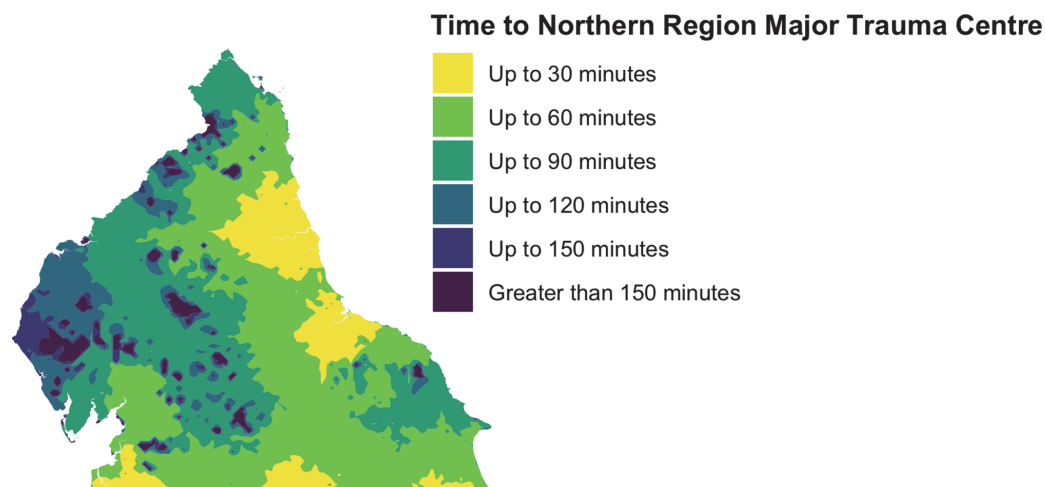 Time to Northern Region Major Trauma Centre
Up to 30 minutes
Up to 60 minutes
Up to 90 minutes
Up to 120 minutes
Up to 150 minutes
Greater than 150 minutes